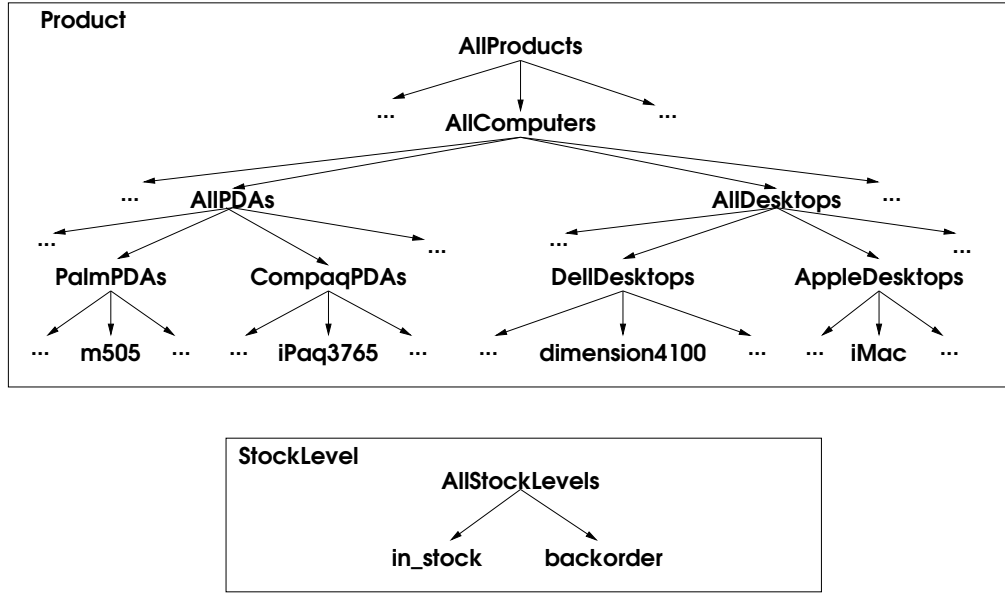 Product
AllProducts
... ...
AllComputers
... AllPDAs AllDesktops ...
... ... ... ...
PalmPDAs CompaqPDAs DellDesktops AppleDesktops
... m505 ... ... iPaq3765 ... ... dimension4100 ... ... iMac ...
StockLevel
AllStockLevels
in_stock backorder